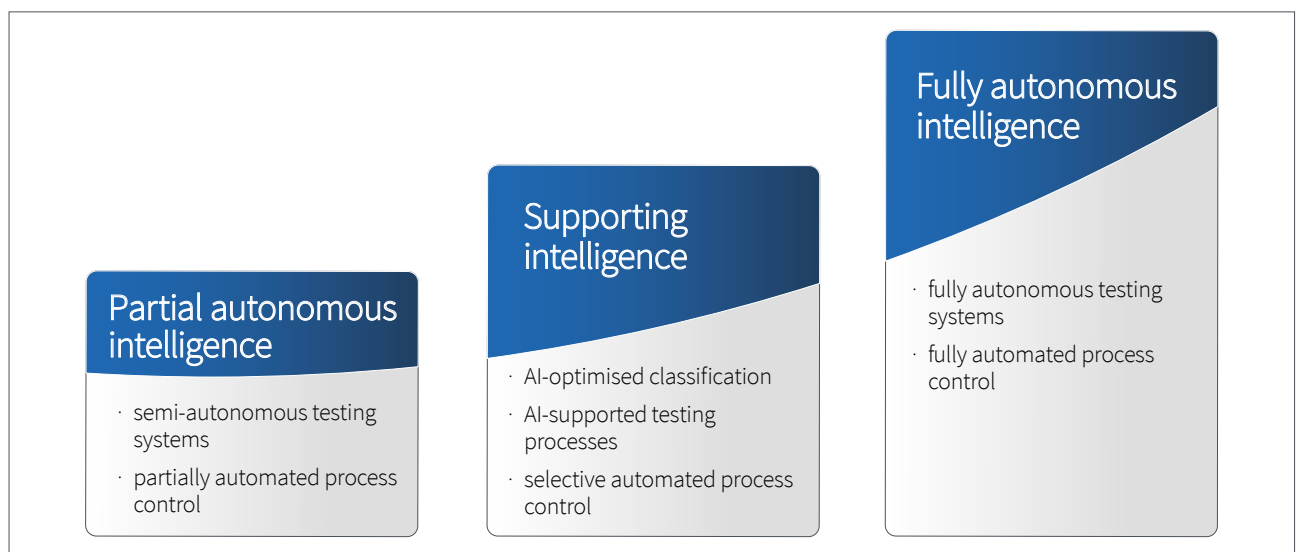 Partial autonomous
intelligence
· semi-autonomous testing
systems
· partially automated process
control
Supporting
intelligence
· AI-optimised classification
· AI-supported testing
processes
· selective automated process
control
Fully autonomous
intelligence
· fully autonomous testing
systems
· fully automated process
control